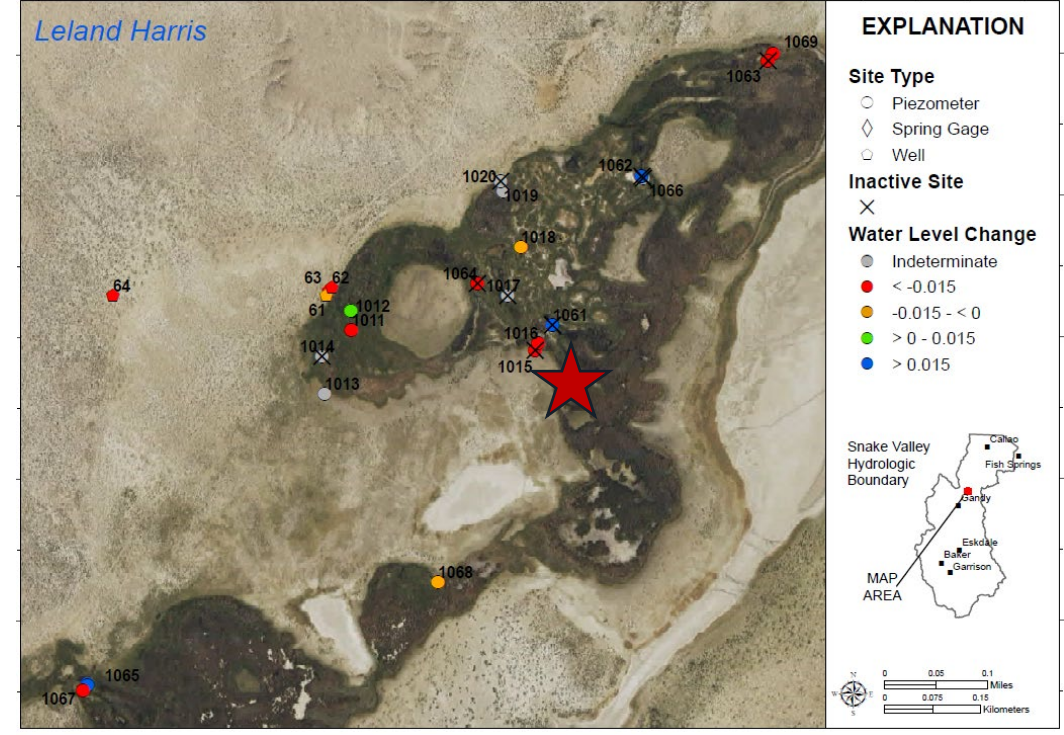 Leland Harris
1069
1063
1062
1020
1066
1019
1018
1064
63 62
1017
64
61
1012
1061
1011
1016
1014
1015
1013
1068
1065
1067
EXPLANATION
Site Type
Piezometer
Spring Gage
Well
Inactive Site
Water Level Change
Indeterminate
< -0.015
-0.015 - < 0
> 0 - 0.015
> 0.015
Snake Valley
Hydrologic
Boundary
Callao
Fish Springs
Gandy
Eskdale
Baker
Garrison
MAP
AREA
N
W E
S
0 0.05 0.1
Miles
0 0.075 0.15
Kilometers